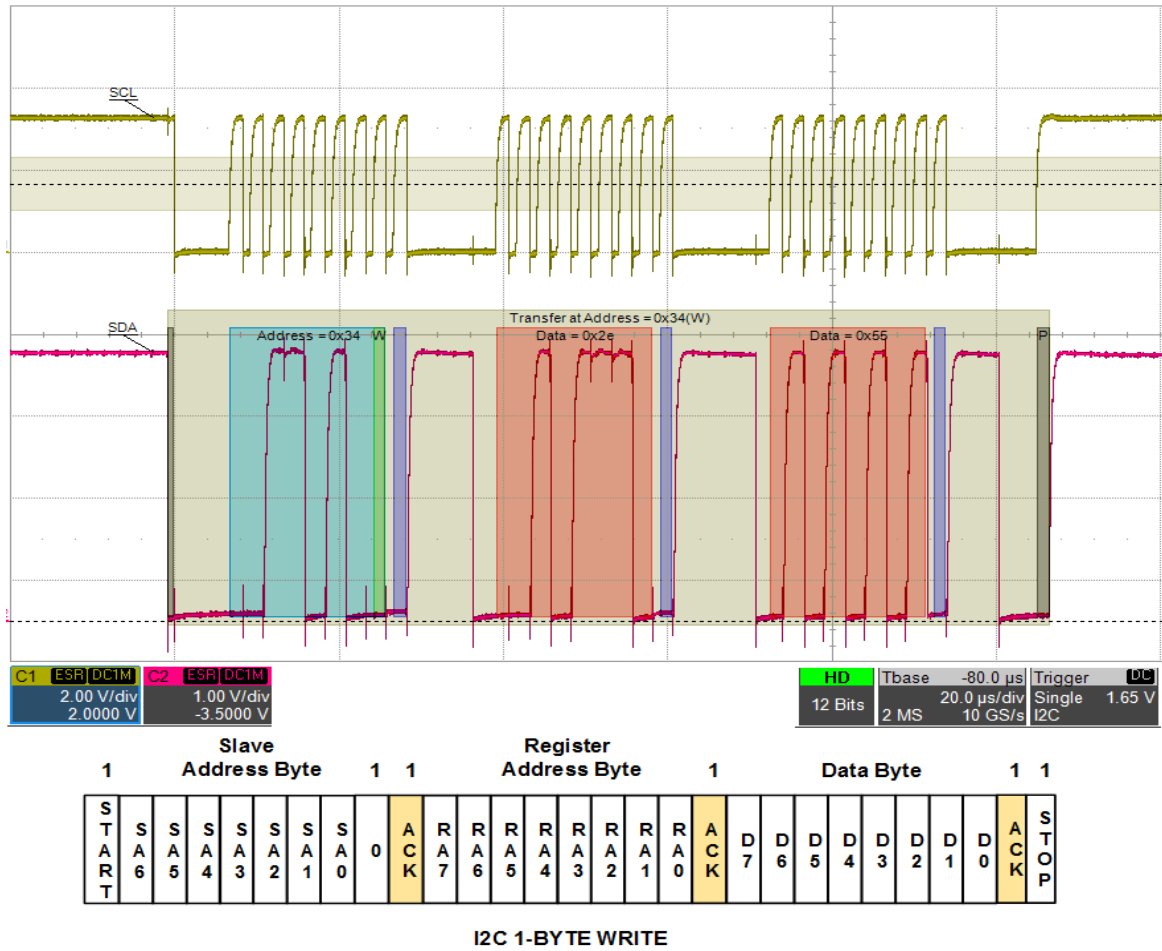 SCL
Transfer at Address = 0x34(W)
SDA
Address = 0x34 W
Data = 0x2e
Data = 0x55
P
C1 ESR DC1M
2.00 V/div
2.0000 V
C2 ESR DC1M
1.00 V/div
-3.5000 V
HD
12 Bits
Tbase -80.0 µs
20.0 µs/div
2 MS 10 GS/s
Trigger DC
Single 1.65 V
I2C
1 Slave Address Byte 1 1 Register Address Byte 1 Data Byte 1 1
START SA6 SA5 SA4 SA3 SA2 SA1 SA0 0 ACK RA7 RA6 RA5 RA4 RA3 RA2 RA1 RA0 ACK D7 D6 D5 D4 D3 D2 D1 D0 ACK STOP
I2C 1-BYTE WRITE